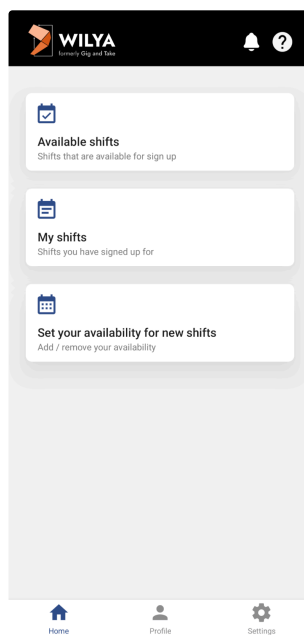 WILYA
formerly Gig and Take
?
Available shifts
Shifts that are available for sign up
My shifts
Shifts you have signed up for
Set your availability for new shifts
Add / remove your availability
Home
Profile
Settings